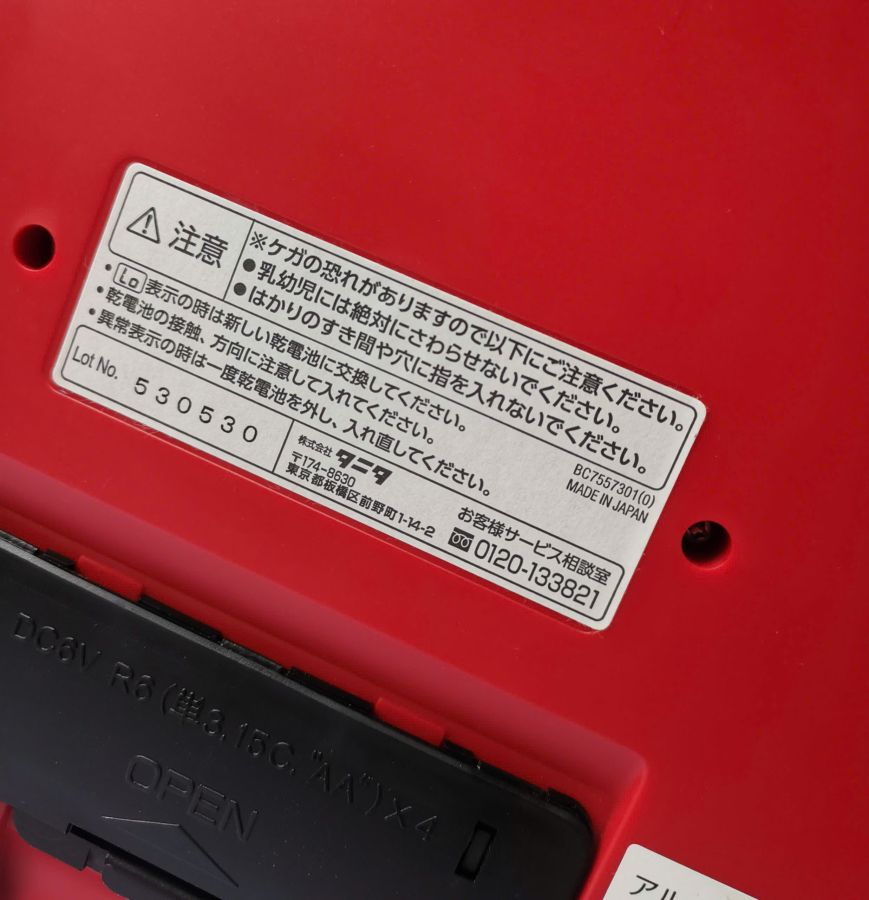 注意
※ケガの恐れがありますので以下にご注意ください。
●乳幼児には絶対にさわらせないでください。
●はかりのすき間や穴に指を入れないでください。
・Lo表示の時は新しい乾電池に交換してください。
・乾電池の接触、方向に注意して入れてください。
・異常表示の時は一度乾電池を外し、入れ直してください。
BC7557301(0)
MADE IN JAPAN
Lot No.
530530
株式会社 タニタ
〒174-8630
東京都板橋区前野町1-14-2
お客様サービス相談室
0120-133821
DC6V R6(単3,15C,"AA")×4
OPEN
アル